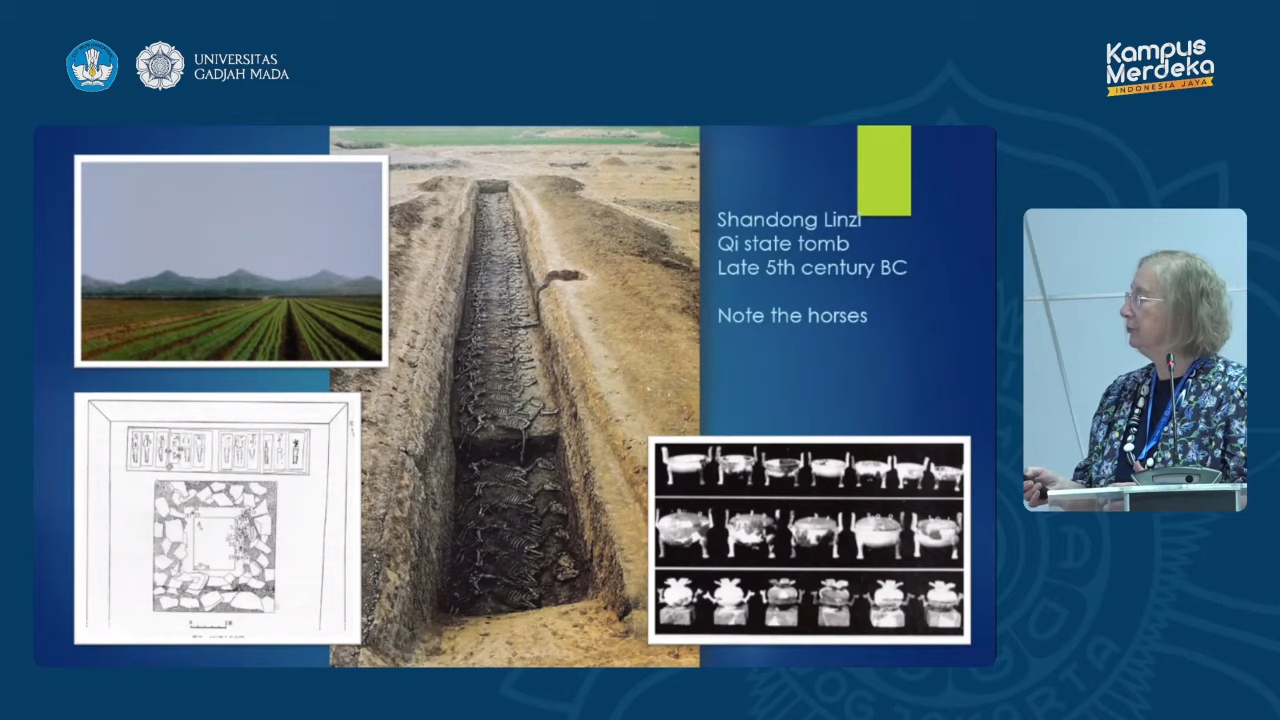 UNIVERSITAS
GADJAH MADA
Kampus
Merdeka
INDONESIA JAYA
Shandong Linzi
Qi state tomb
Late 5th century BC
Note the horses